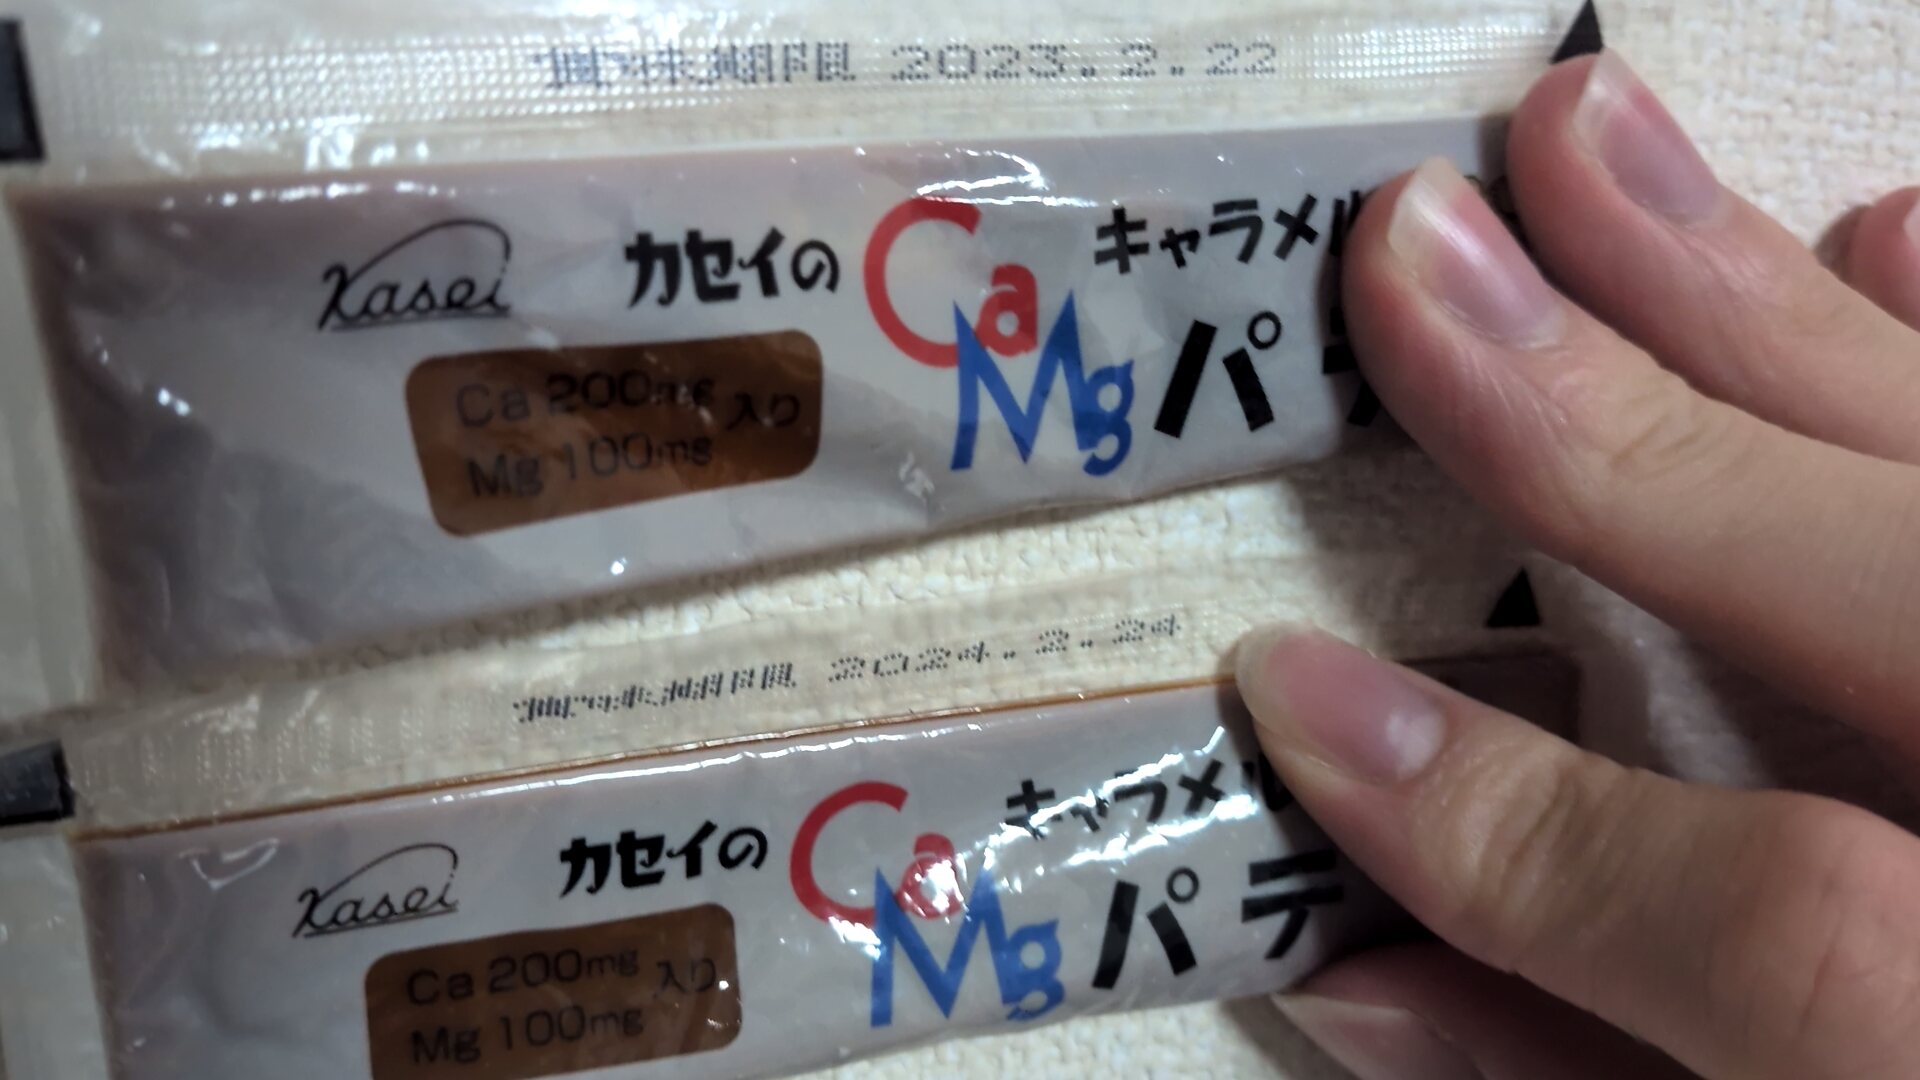 賞味期限 2023.2.22
Kasei
カセイの
Ca
Mg
キャラメル
パ
Ca 200mg
Mg 100mg
入り
賞味期限 2024.2.24
Kasei
カセイの
Ca
Mg
キャラメル
パテ
Ca 200mg
Mg 100mg
入り